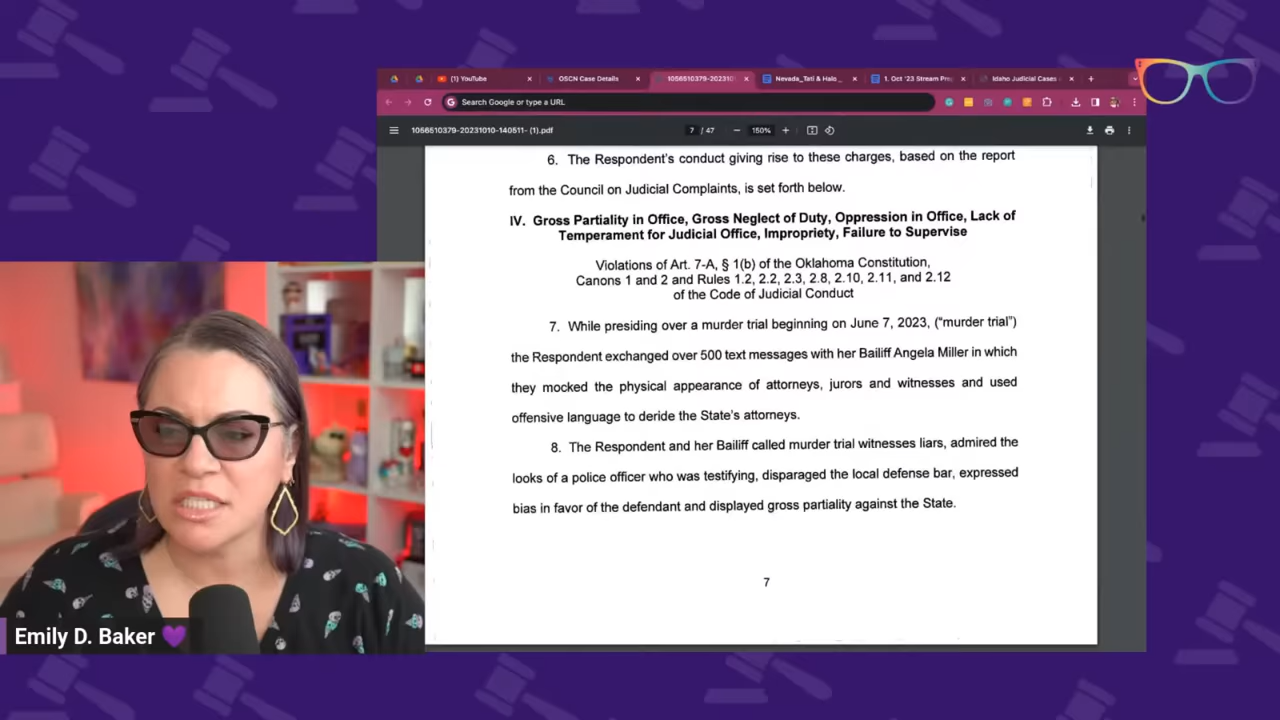 (1) YouTube
OSCN Case Details
1056510379-20231010
Nevada_Tati & Halo _
1. Oct '23 Stream Pre
Idaho Judicial Cases
Search Google or type a URL
1056510379-20231010-140511- (1).pdf
7 / 47
150%
6. The Respondent's conduct giving rise to these charges, based on the report
from the Council on Judicial Complaints, is set forth below.
IV. Gross Partiality in Office, Gross Neglect of Duty, Oppression in Office, Lack of
Temperament for Judicial Office, Impropriety, Failure to Supervise
Violations of Art. 7-A, § 1(b) of the Oklahoma Constitution,
Canons 1 and 2 and Rules 1.2, 2.2, 2.3, 2.8, 2.10, 2.11, and 2.12
of the Code of Judicial Conduct
7. While presiding over a murder trial beginning on June 7, 2023, ("murder trial")
the Respondent exchanged over 500 text messages with her Bailiff Angela Miller in which
they mocked the physical appearance of attorneys, jurors and witnesses and used
offensive language to deride the State's attorneys.
8. The Respondent and her Bailiff called murder trial witnesses liars, admired the
looks of a police officer who was testifying, disparaged the local defense bar, expressed
bias in favor of the defendant and displayed gross partiality against the State.
7
Emily D. Baker 💜